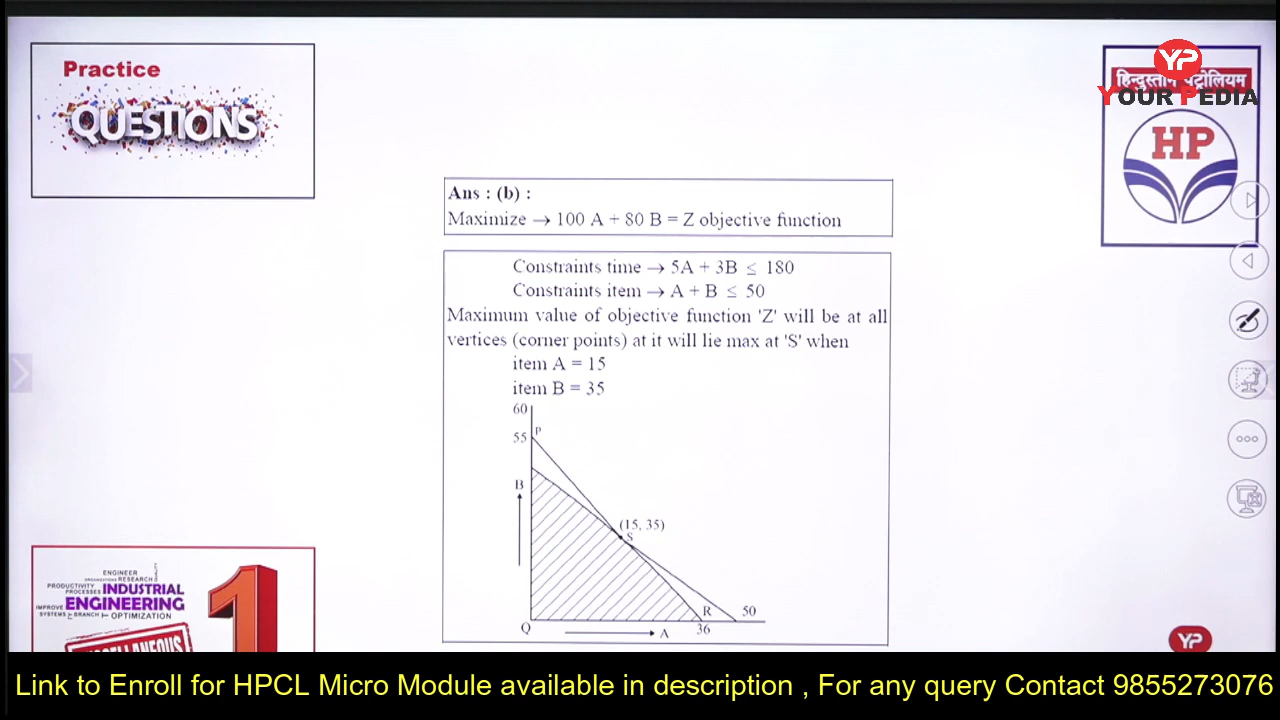 Practice
QUESTIONS
हिन्दुस्तान पेट्रोलियम
YP
YOUR PEDIA
HP
Ans : (b) :
Maximize → 100 A + 80 B = Z objective function
Constraints time → 5A + 3B ≤ 180
Constraints item → A + B ≤ 50
Maximum value of objective function 'Z' will be at all
vertices (corner points) at it will lie max at 'S' when
item A = 15
item B = 35
60
55
P
B
(15, 35)
S
R
50
Q
A
36
ENGINEER
ORGANIZATIONS RESEARCH
QUALITY
PRODUCTIVITY
PROCESSES
INDUSTRIAL
ENGINEERING
IMPROVE
SYSTEMS
BRANCH
OPTIMIZATION
MISCELLANEOUS
1
YP
Link to Enroll for HPCL Micro Module available in description , For any query Contact 9855273076